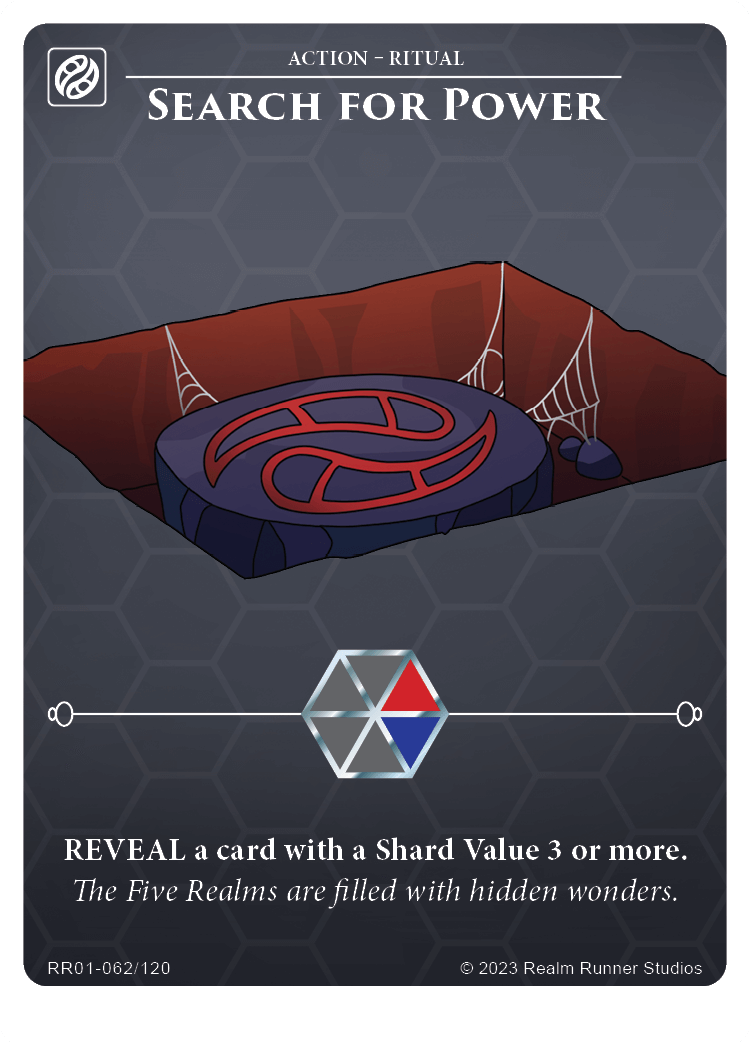 ACTION – RITUAL
SEARCH FOR POWER
REVEAL a card with a Shard Value 3 or more.
The Five Realms are filled with hidden wonders.
RR01-062/120
© 2023 Realm Runner Studios